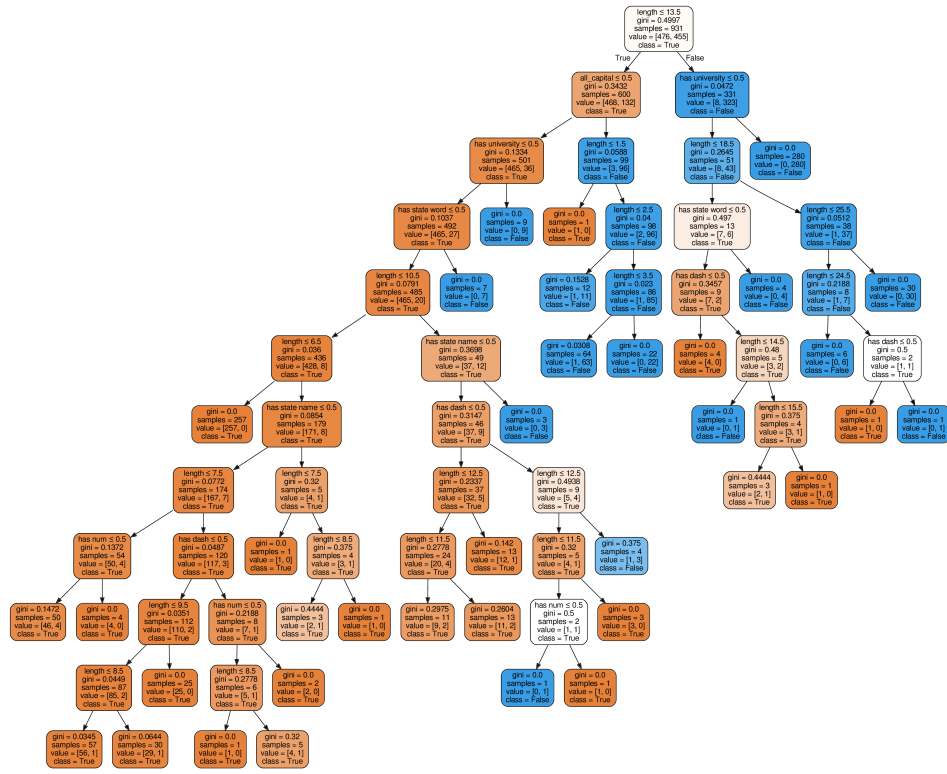 length ≤ 13.5
gini = 0.4997
samples = 931
value = [476, 455]
class = True
True
False
all_capital ≤ 0.5
gini = 0.3432
samples = 600
value = [468, 132]
class = True
has university ≤ 0.5
gini = 0.0472
samples = 331
value = [8, 323]
class = False
has university ≤ 0.5
gini = 0.1334
samples = 501
value = [465, 36]
class = True
length ≤ 1.5
gini = 0.0588
samples = 99
value = [3, 96]
class = False
length ≤ 18.5
gini = 0.2645
samples = 51
value = [8, 43]
class = False
gini = 0.0
samples = 280
value = [0, 280]
class = False
has state word ≤ 0.5
gini = 0.1037
samples = 492
value = [465, 27]
class = True
gini = 0.0
samples = 9
value = [0, 9]
class = False
gini = 0.0
samples = 1
value = [1, 0]
class = True
length ≤ 2.5
gini = 0.04
samples = 98
value = [2, 96]
class = False
has state word ≤ 0.5
gini = 0.497
samples = 13
value = [7, 6]
class = True
length ≤ 25.5
gini = 0.0512
samples = 38
value = [1, 37]
class = False
length ≤ 10.5
gini = 0.0791
samples = 485
value = [465, 20]
class = True
gini = 0.0
samples = 7
value = [0, 7]
class = False
gini = 0.1528
samples = 12
value = [1, 11]
class = False
length ≤ 3.5
gini = 0.023
samples = 86
value = [1, 85]
class = False
has dash ≤ 0.5
gini = 0.3457
samples = 9
value = [7, 2]
class = True
gini = 0.0
samples = 4
value = [0, 4]
class = False
length ≤ 24.5
gini = 0.2188
samples = 8
value = [1, 7]
class = False
gini = 0.0
samples = 30
value = [0, 30]
class = False
length ≤ 6.5
gini = 0.036
samples = 436
value = [428, 8]
class = True
has state name ≤ 0.5
gini = 0.3698
samples = 49
value = [37, 12]
class = True
gini = 0.0308
samples = 64
value = [1, 63]
class = False
gini = 0.0
samples = 22
value = [0, 22]
class = False
gini = 0.0
samples = 4
value = [4, 0]
class = True
length ≤ 14.5
gini = 0.48
samples = 5
value = [3, 2]
class = True
gini = 0.0
samples = 6
value = [0, 6]
class = False
has dash ≤ 0.5
gini = 0.5
samples = 2
value = [1, 1]
class = True
gini = 0.0
samples = 257
value = [257, 0]
class = True
has state name ≤ 0.5
gini = 0.0854
samples = 179
value = [171, 8]
class = True
has dash ≤ 0.5
gini = 0.3147
samples = 46
value = [37, 9]
class = True
gini = 0.0
samples = 3
value = [0, 3]
class = False
gini = 0.0
samples = 1
value = [0, 1]
class = False
length ≤ 15.5
gini = 0.375
samples = 4
value = [3, 1]
class = True
gini = 0.0
samples = 1
value = [1, 0]
class = True
gini = 0.0
samples = 1
value = [0, 1]
class = False
length ≤ 7.5
gini = 0.0772
samples = 174
value = [167, 7]
class = True
length ≤ 7.5
gini = 0.32
samples = 5
value = [4, 1]
class = True
length ≤ 12.5
gini = 0.2337
samples = 37
value = [32, 5]
class = True
length ≤ 12.5
gini = 0.4938
samples = 9
value = [5, 4]
class = True
gini = 0.4444
samples = 3
value = [2, 1]
class = True
gini = 0.0
samples = 1
value = [1, 0]
class = True
has num ≤ 0.5
gini = 0.1372
samples = 54
value = [50, 4]
class = True
has dash ≤ 0.5
gini = 0.0487
samples = 120
value = [117, 3]
class = True
gini = 0.0
samples = 1
value = [1, 0]
class = True
length ≤ 8.5
gini = 0.375
samples = 4
value = [3, 1]
class = True
length ≤ 11.5
gini = 0.2778
samples = 24
value = [20, 4]
class = True
gini = 0.142
samples = 13
value = [12, 1]
class = True
length ≤ 11.5
gini = 0.32
samples = 5
value = [4, 1]
class = True
gini = 0.375
samples = 4
value = [1, 3]
class = False
gini = 0.1472
samples = 50
value = [46, 4]
class = True
gini = 0.0
samples = 4
value = [4, 0]
class = True
length ≤ 9.5
gini = 0.0351
samples = 112
value = [110, 2]
class = True
has num ≤ 0.5
gini = 0.2188
samples = 8
value = [7, 1]
class = True
gini = 0.4444
samples = 3
value = [2, 1]
class = True
gini = 0.0
samples = 1
value = [1, 0]
class = True
gini = 0.2975
samples = 11
value = [9, 2]
class = True
gini = 0.2604
samples = 13
value = [11, 2]
class = True
has num ≤ 0.5
gini = 0.5
samples = 2
value = [1, 1]
class = True
gini = 0.0
samples = 3
value = [3, 0]
class = True
length ≤ 8.5
gini = 0.0449
samples = 87
value = [85, 2]
class = True
gini = 0.0
samples = 25
value = [25, 0]
class = True
length ≤ 8.5
gini = 0.2778
samples = 6
value = [5, 1]
class = True
gini = 0.0
samples = 2
value = [2, 0]
class = True
gini = 0.0
samples = 1
value = [0, 1]
class = False
gini = 0.0
samples = 1
value = [1, 0]
class = True
gini = 0.0345
samples = 57
value = [56, 1]
class = True
gini = 0.0644
samples = 30
value = [29, 1]
class = True
gini = 0.0
samples = 1
value = [1, 0]
class = True
gini = 0.32
samples = 5
value = [4, 1]
class = True